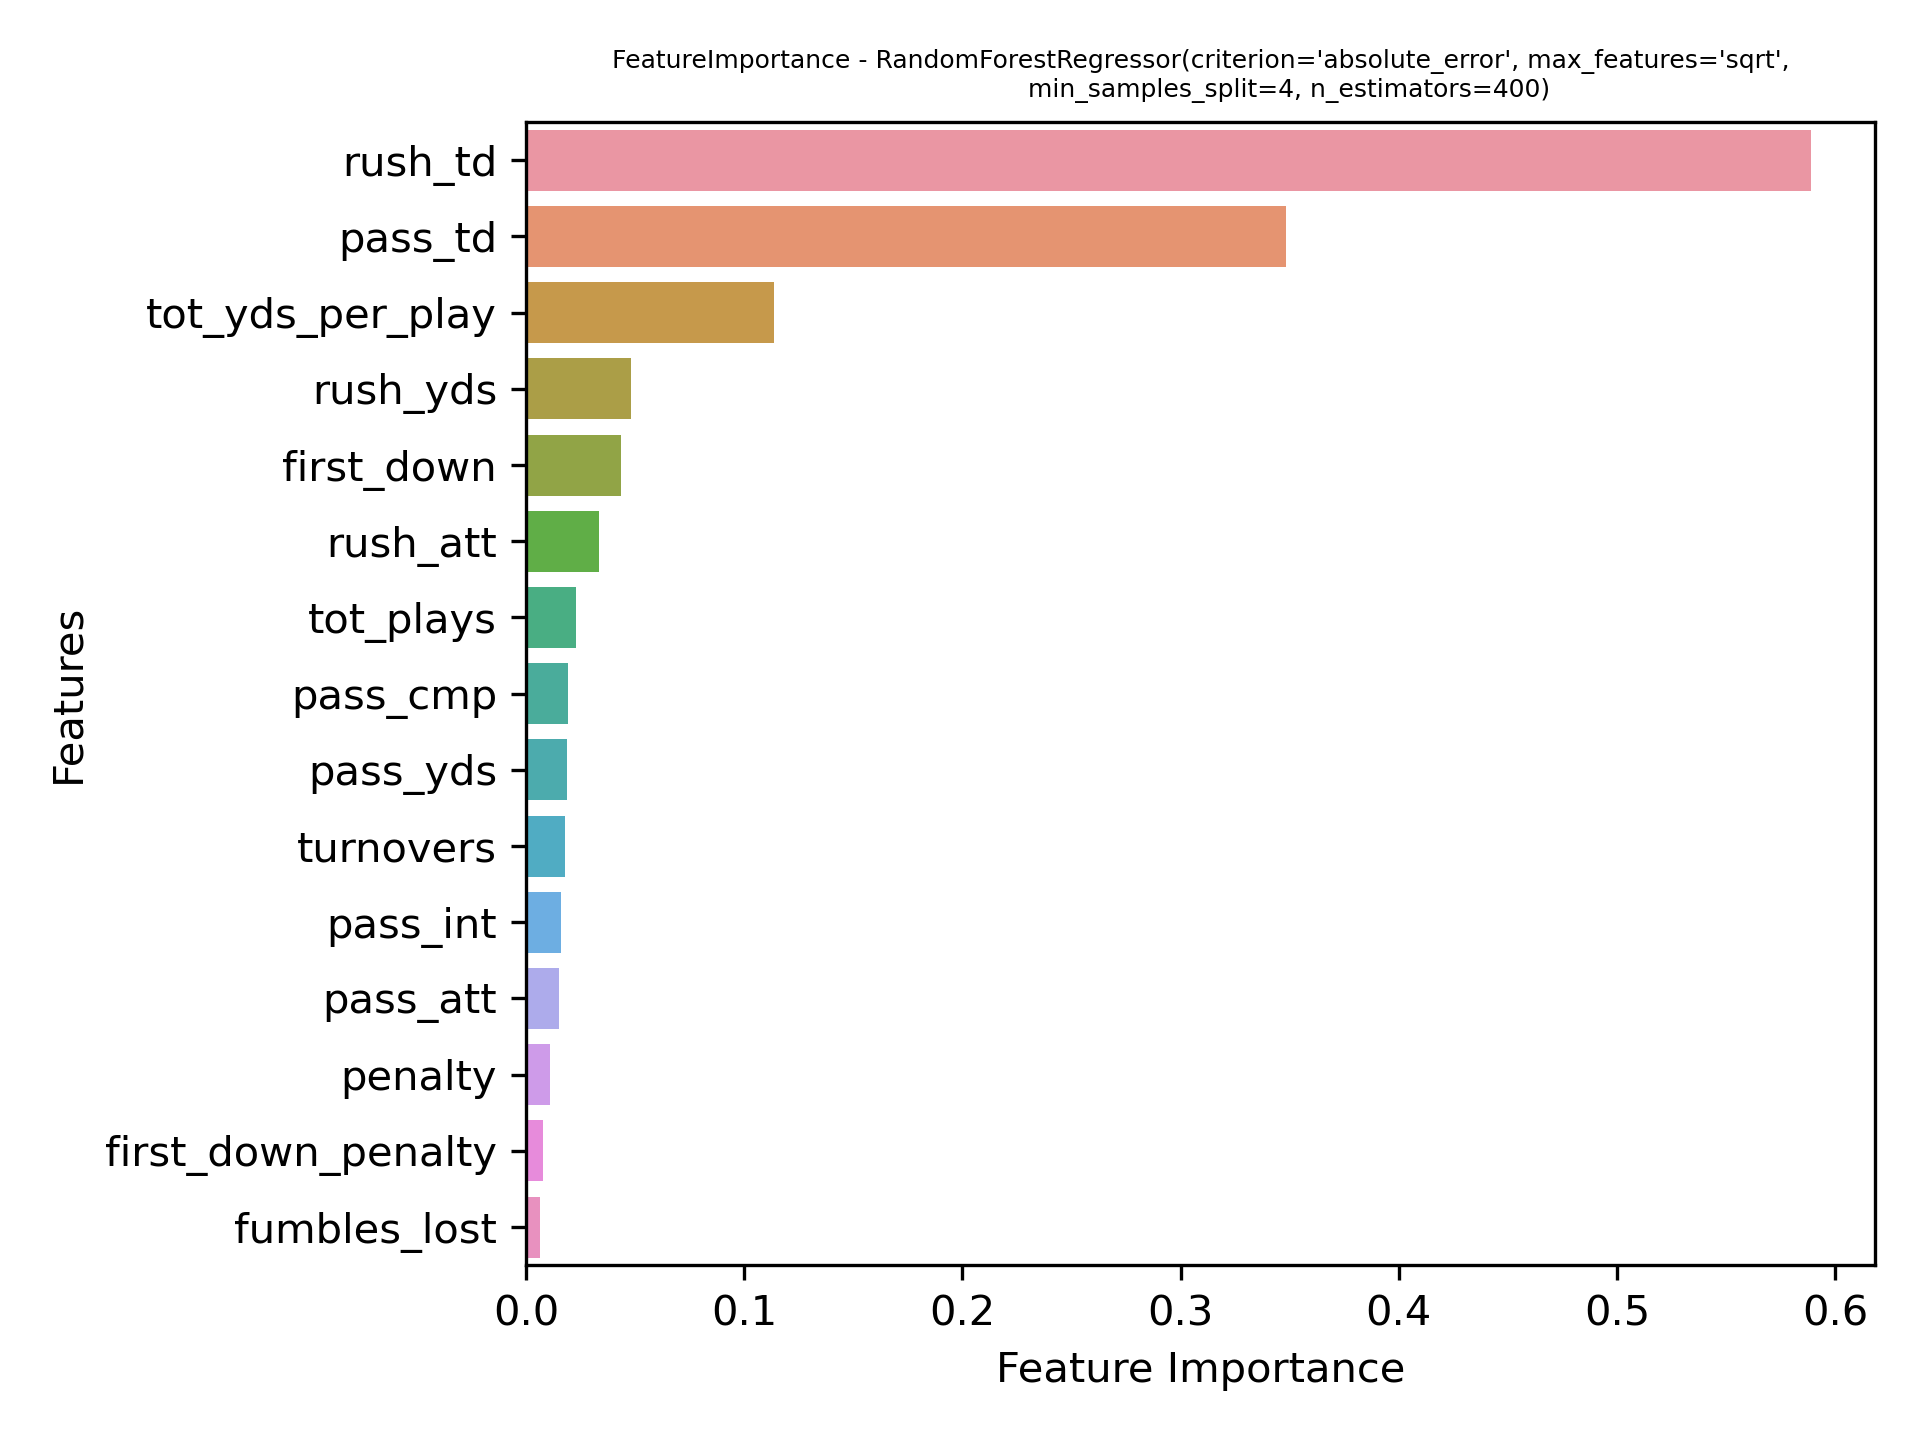 FeatureImportance - RandomForestRegressor(criterion='absolute_error', max_features='sqrt',
min_samples_split=4, n_estimators=400)
rush_td
pass_td
tot_yds_per_play
rush_yds
first_down
rush_att
tot_plays
pass_cmp
pass_yds
turnovers
pass_int
pass_att
penalty
first_down_penalty
fumbles_lost
Features
0.0 0.1 0.2 0.3 0.4 0.5 0.6
Feature Importance